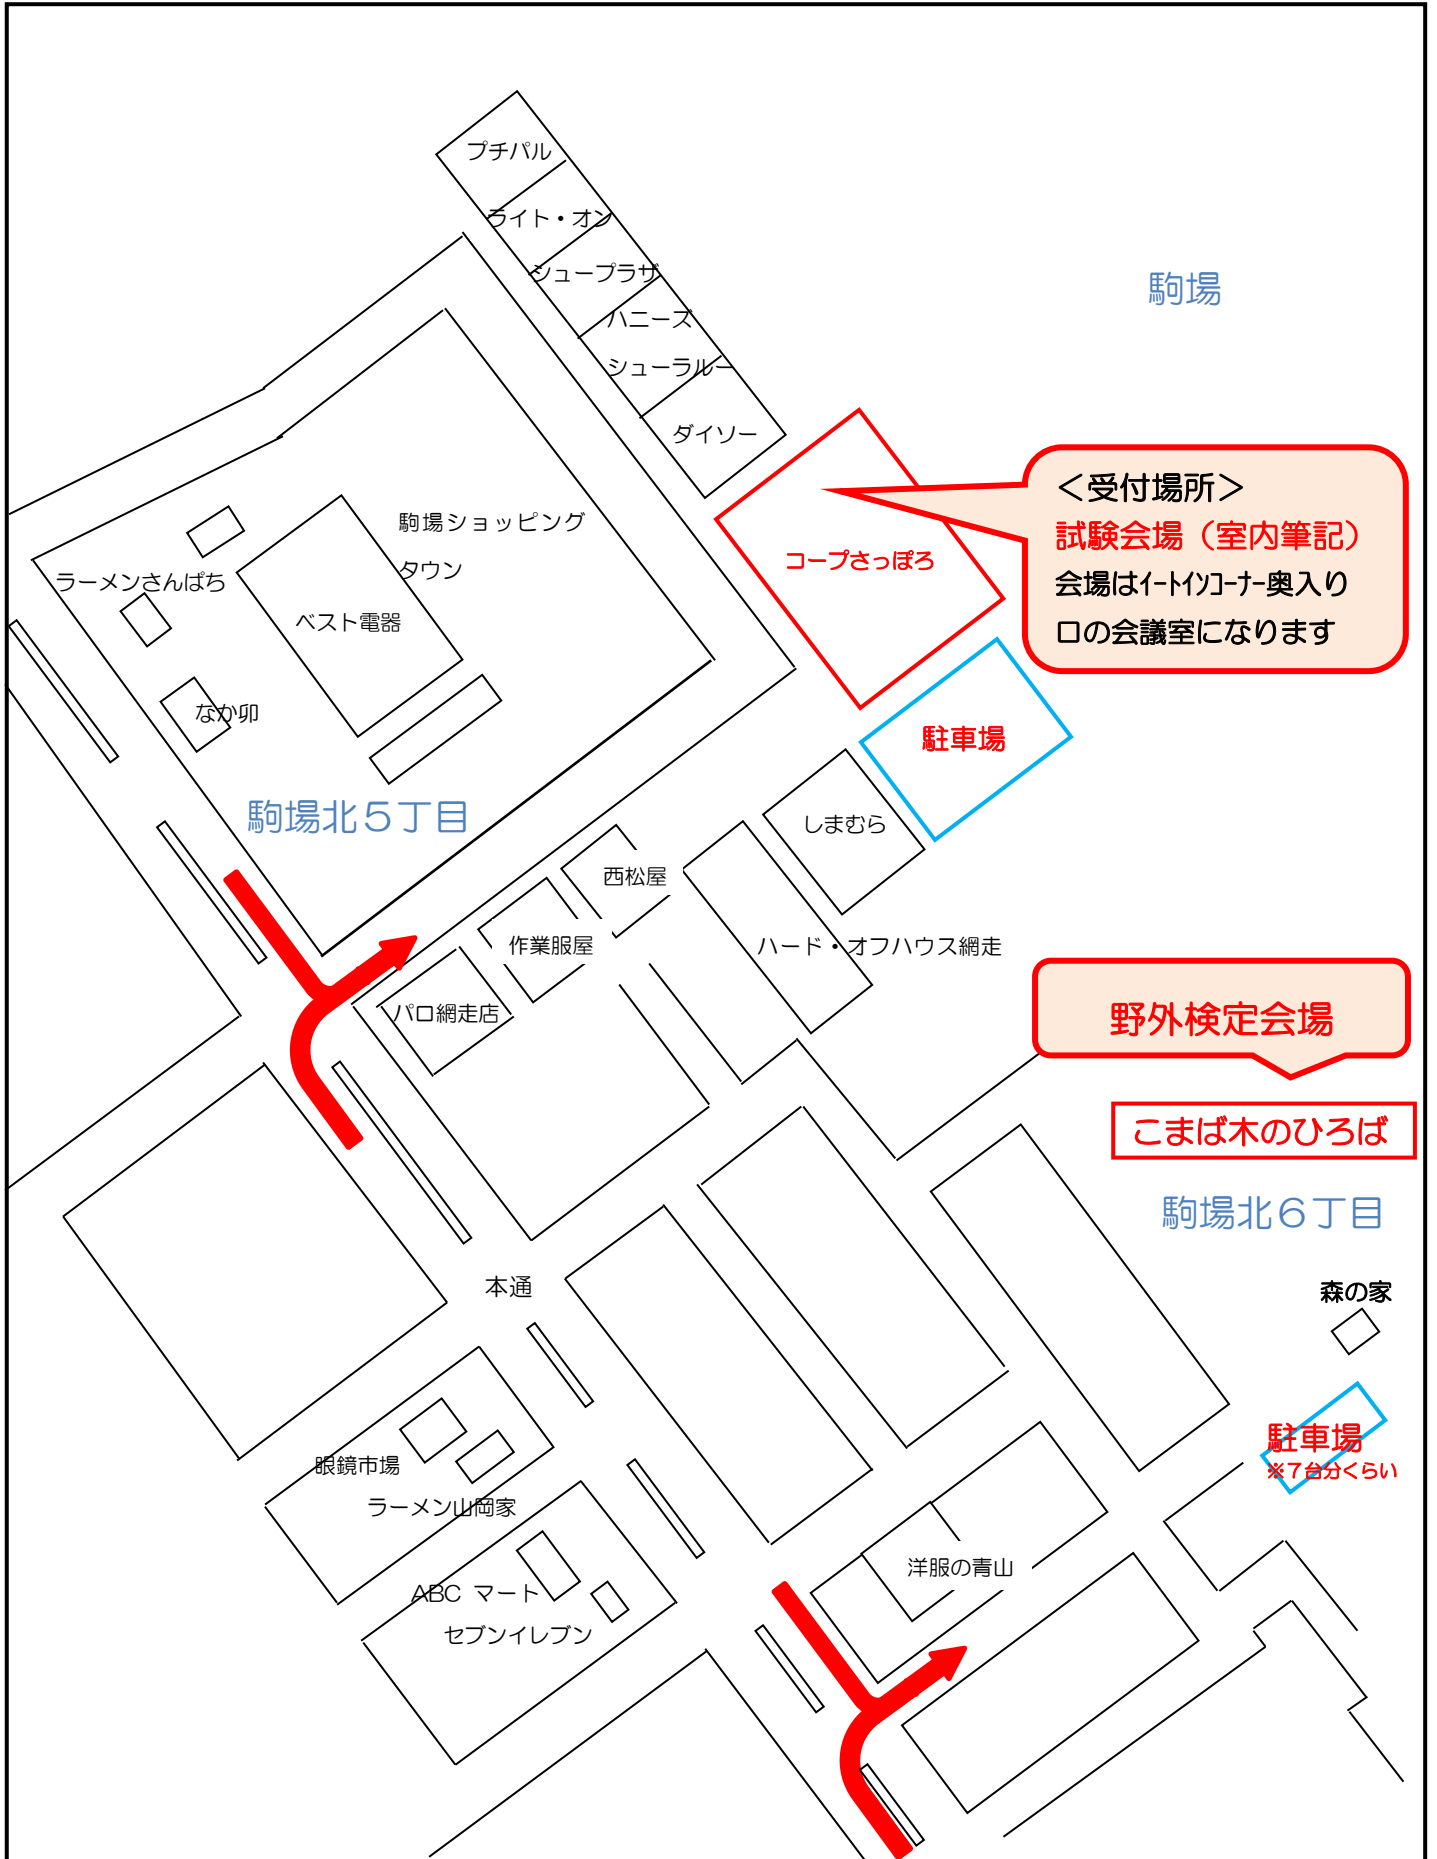 プチパル
ライト・オン
シュープラザ
駒場
ハニーズ
シューラルー
ダイソー
＜受付場所＞
試験会場（室内筆記）
会場はｲｰﾄｲﾝｺｰﾅｰ奥入り
口の会議室になります
コープさっぽろ
駒場ショッピング
タウン
ラーメンさんぱち
ベスト電器
なか卯
駐車場
駒場北５丁目
しまむら
西松屋
作業服屋
ハード・オフハウス網走
パロ網走店
野外検定会場
こまば木のひろば
駒場北６丁目
本通
森の家
駐車場
※７台分くらい
眼鏡市場
ラーメン山岡家
洋服の青山
ABC マート
セブンイレブン